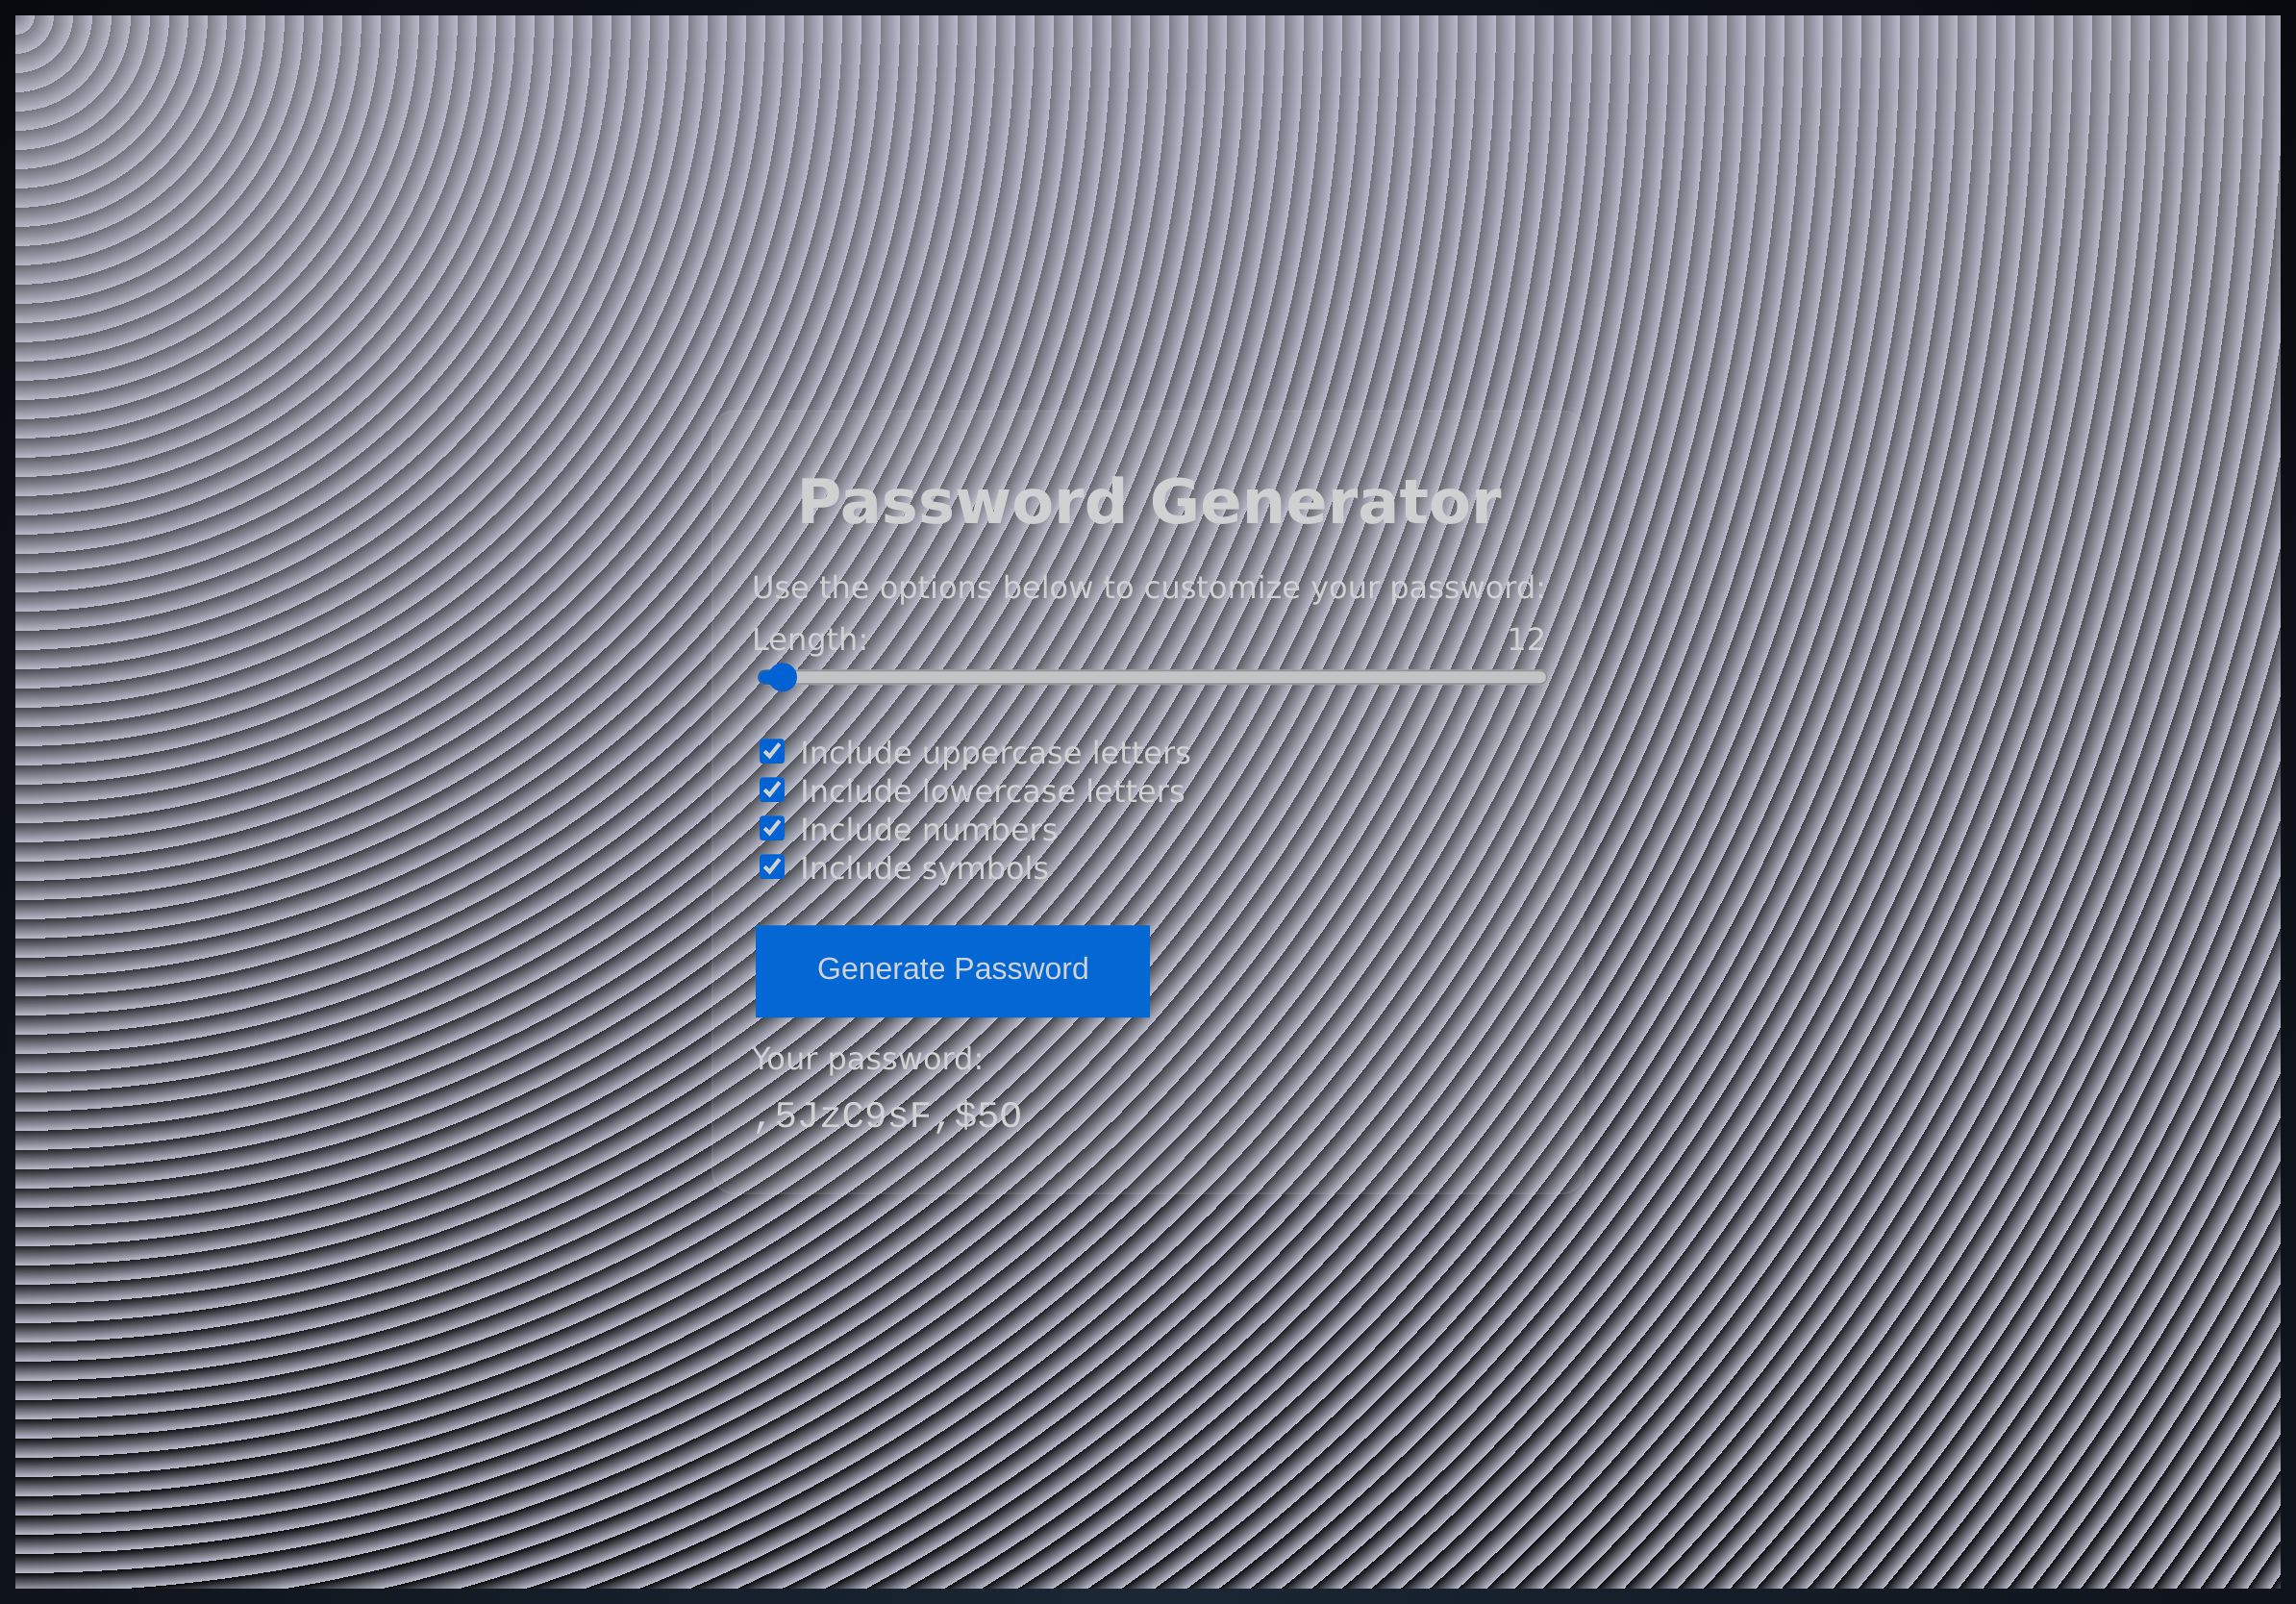 Password Generator
Use the options below to customize your password:
Length: 12
Include uppercase letters
Include lowercase letters
Include numbers
Include symbols
Generate Password
Your password:
,5JzC9sF,$5O